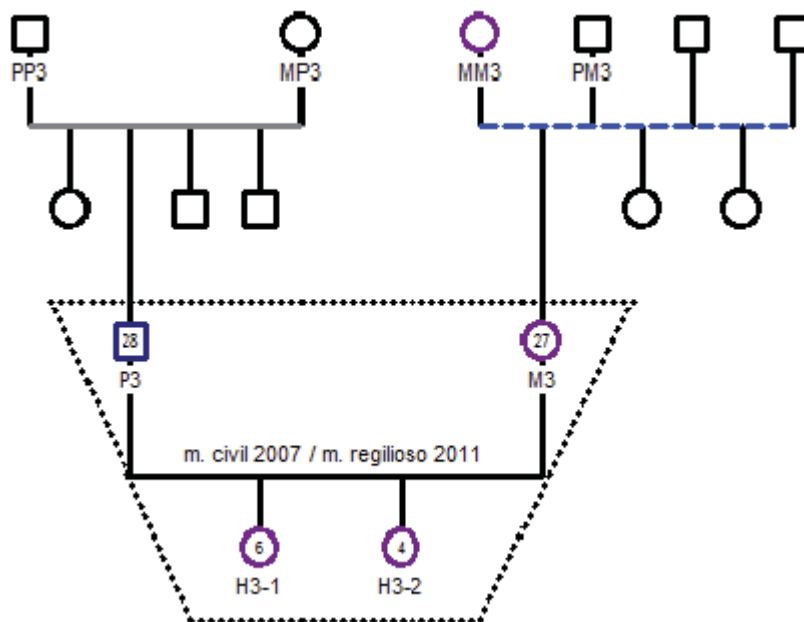 PP3 MP3 MM3 PM3
28 27
P3 M3
m. civil 2007 / m. regilioso 2011
6 4
H3-1 H3-2